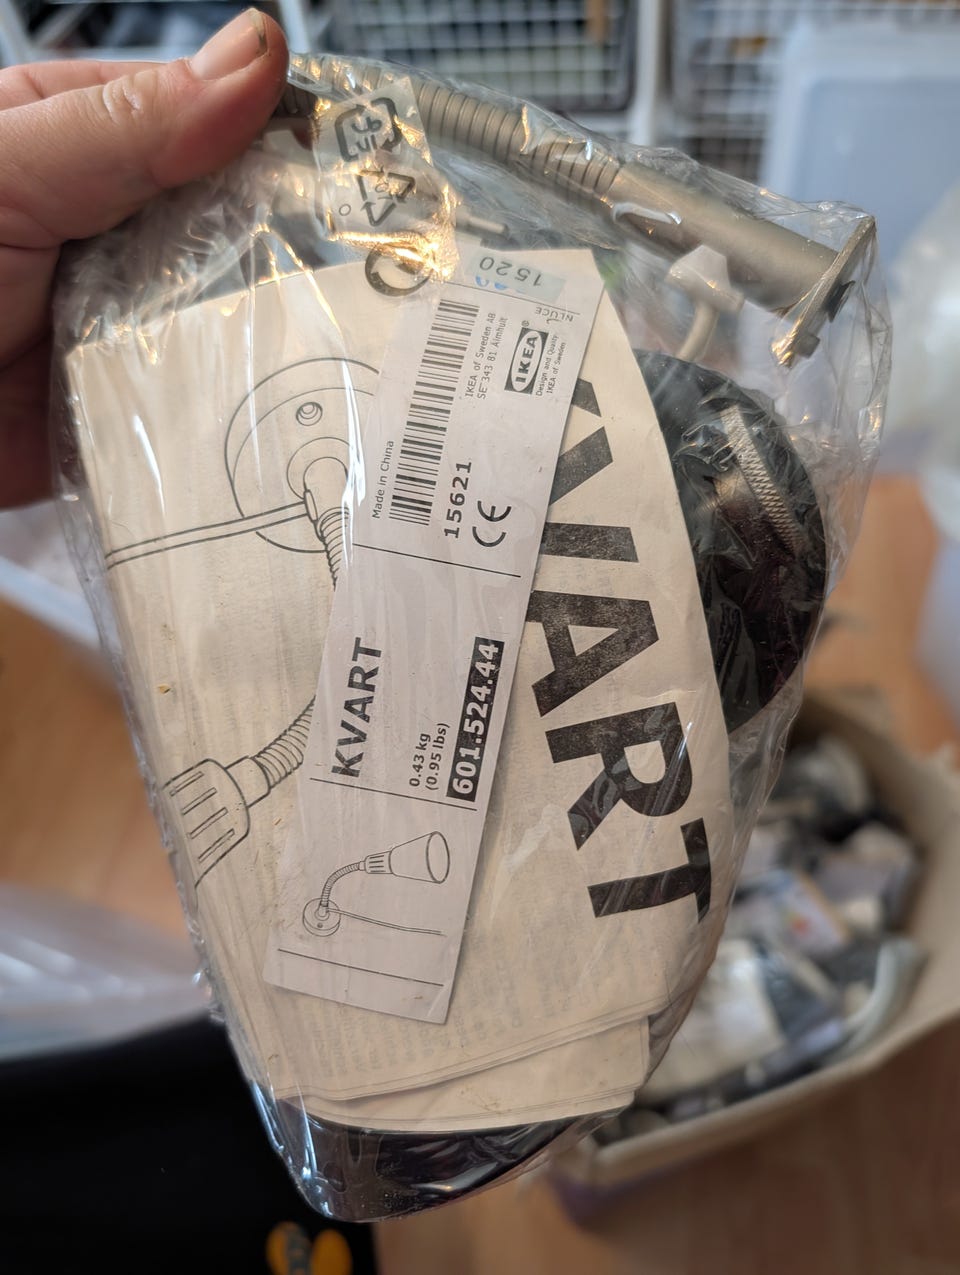 1520
IKEA®
Design and Quality
IKEA of Sweden
IKEA of Sweden AB
SE-343 81 Älmhult
Made in China
15621
CE
KVART
0.43 kg
(0.95 lbs)
601.524.44
KVART